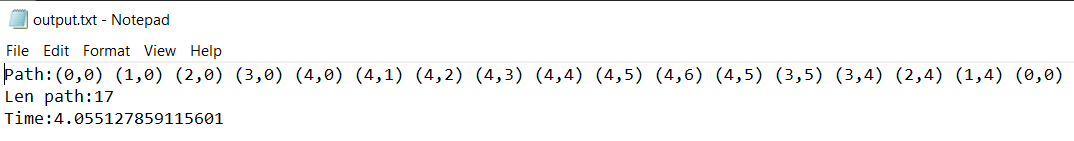 output.txt - Notepad
File Edit Format View Help
Path:(0,0) (1,0) (2,0) (3,0) (4,0) (4,1) (4,2) (4,3) (4,4) (4,5) (4,6) (4,5) (3,5) (3,4) (2,4) (1,4) (0,0)
Len path:17
Time:4.055127859115601